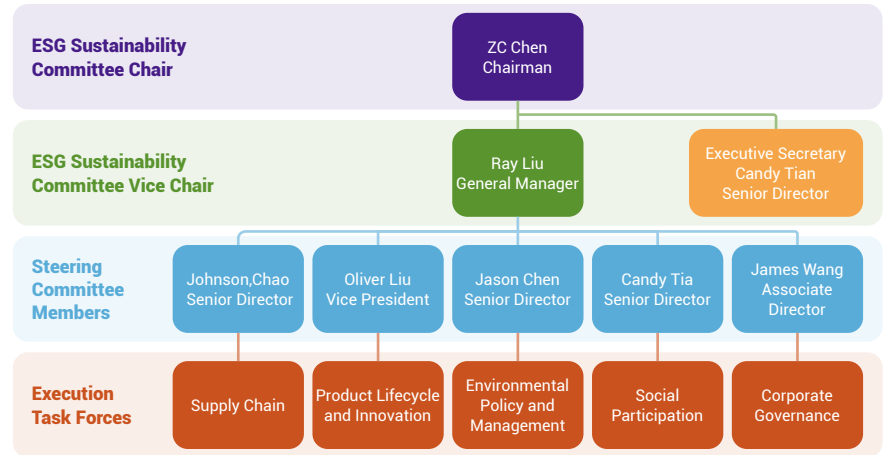 ESG Sustainability
Committee Chair
ZC Chen
Chairman
ESG Sustainability
Committee Vice Chair
Ray Liu
General Manager
Executive Secretary
Candy Tian
Senior Director
Steering
Committee
Members
Johnson,Chao
Senior Director
Oliver Liu
Vice President
Jason Chen
Senior Director
Candy Tia
Senior Director
James Wang
Associate
Director
Execution
Task Forces
Supply Chain
Product Lifecycle
and Innovation
Environmental
Policy and
Management
Social
Participation
Corporate
Governance